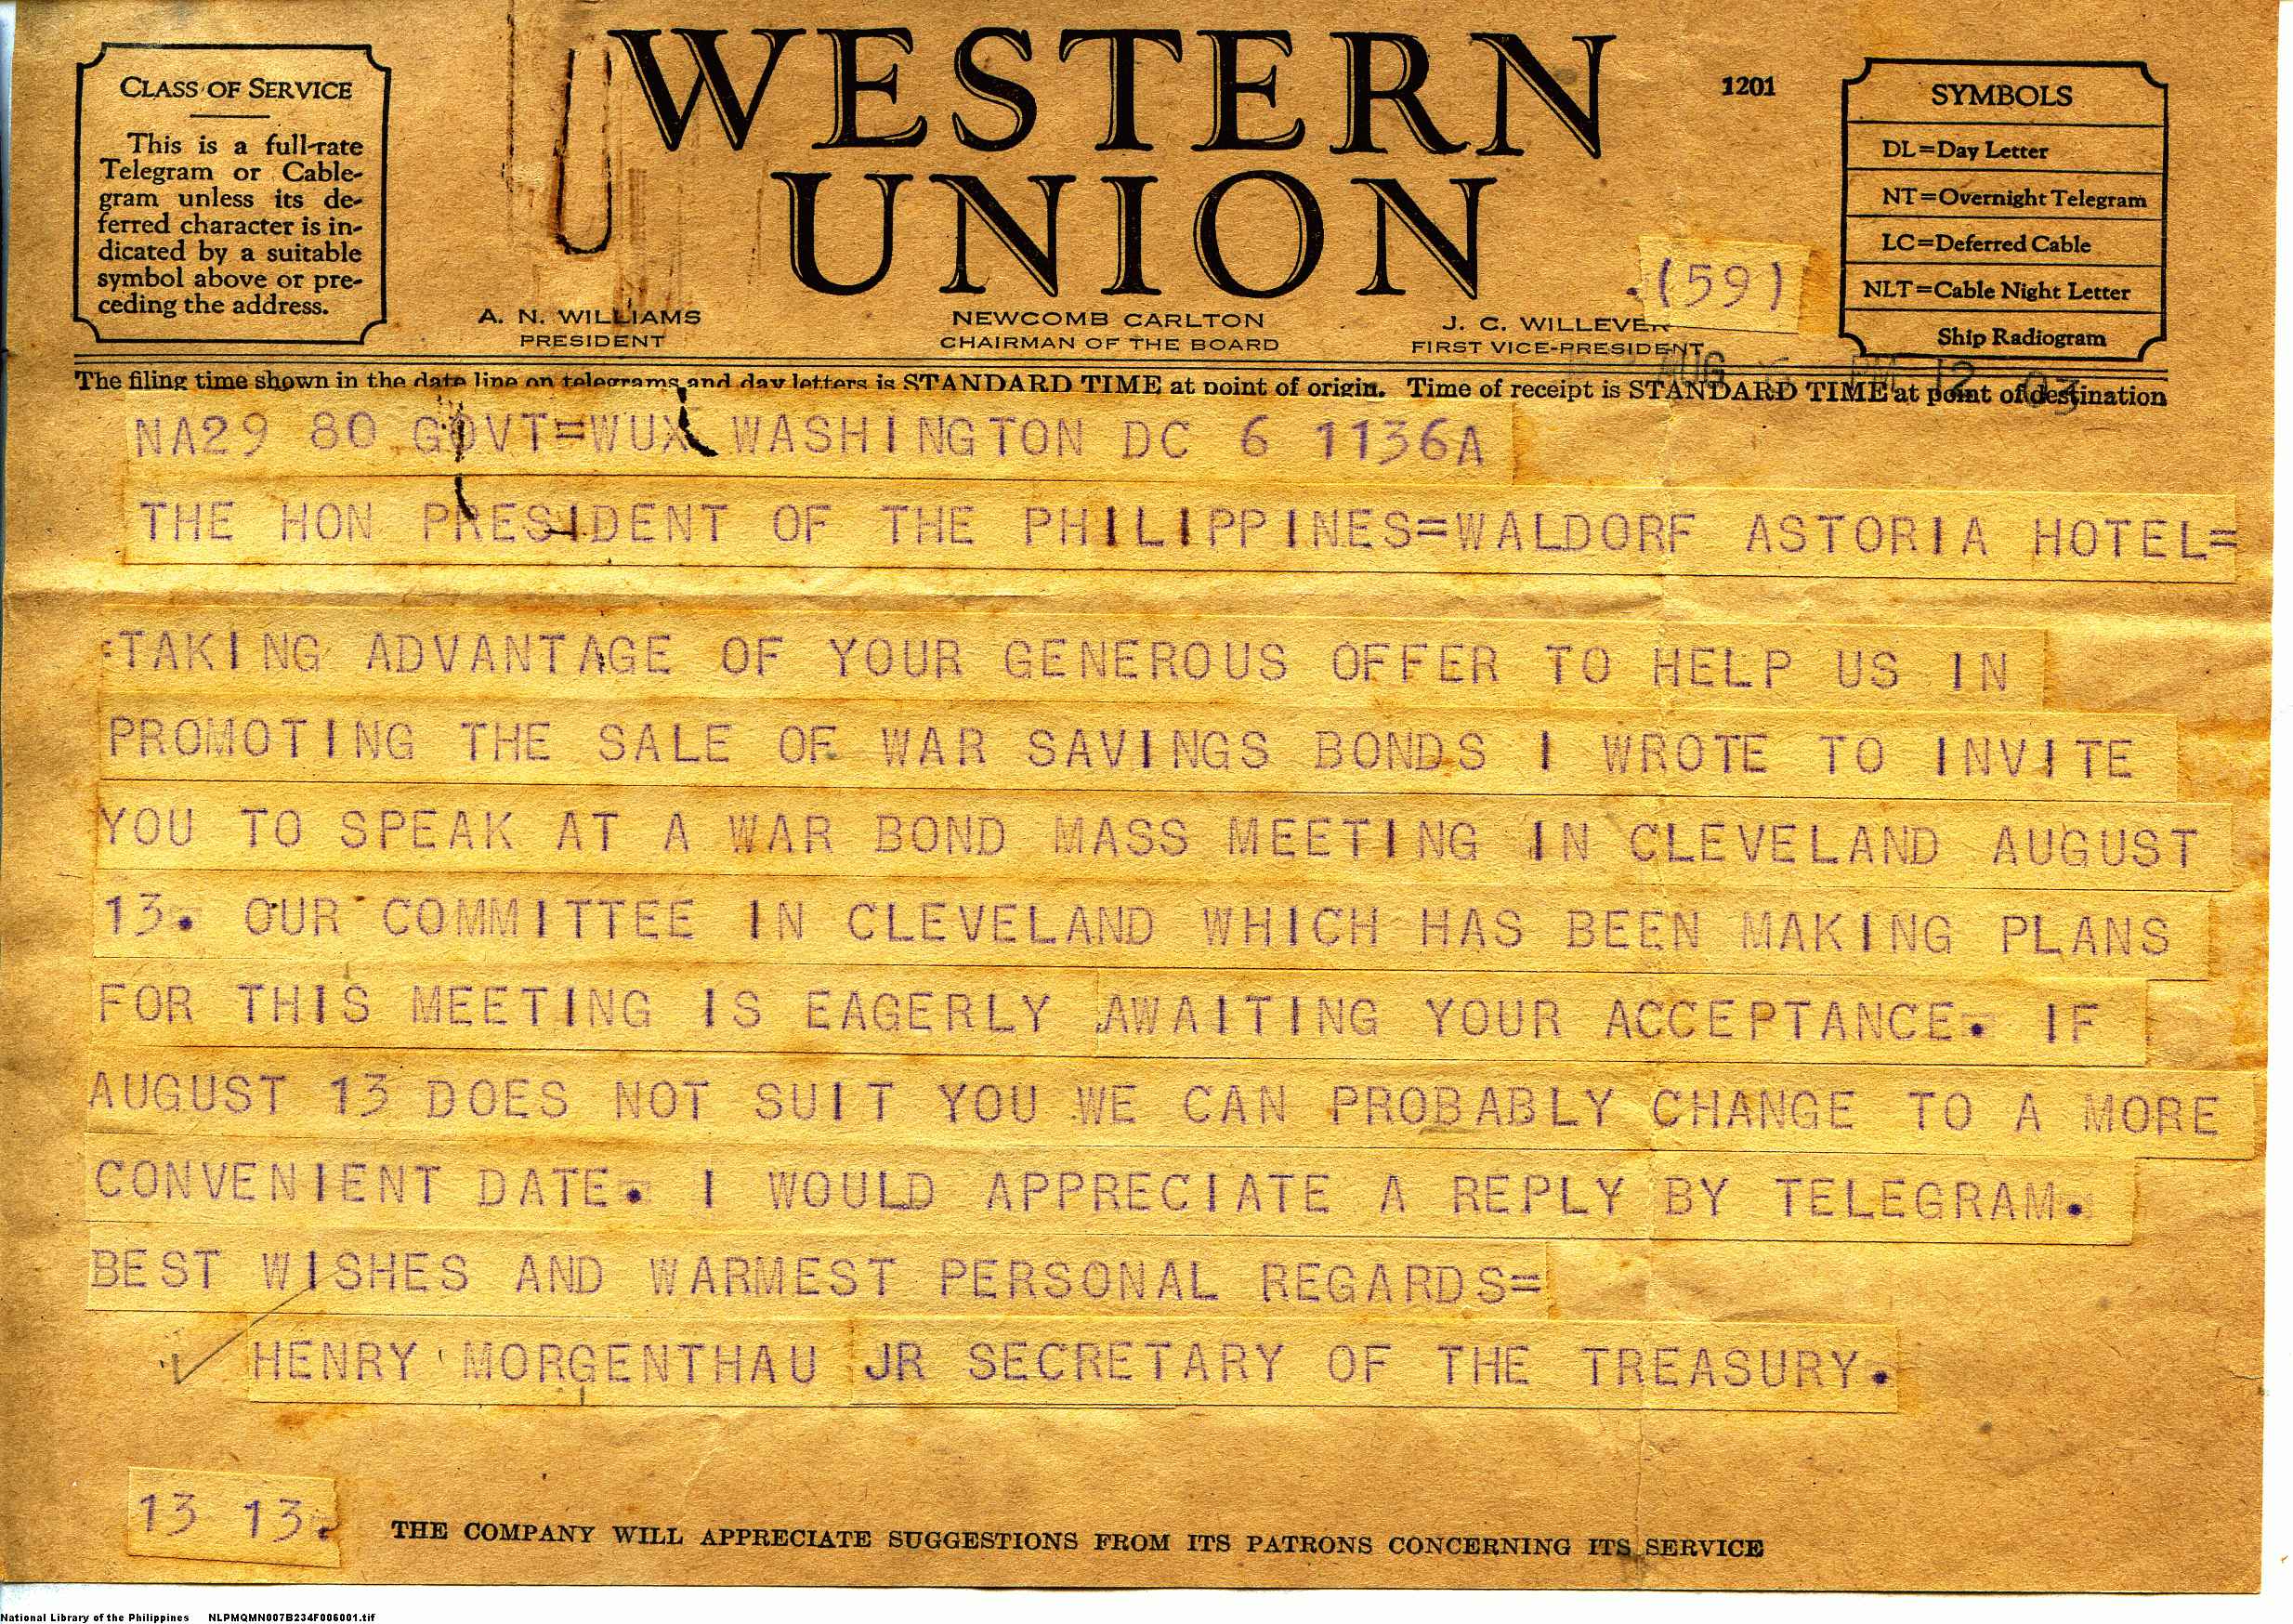 CLASS OF SERVICE
This is a full-rate
Telegram or Cable-
gram unless its de-
ferred character is in-
dicated by a suitable
symbol above or pre-
ceding the address.
WESTERN
UNION
1201
(59)
SYMBOLS
DL=Day Letter
NT=Overnight Telegram
LC=Deferred Cable
NLT=Cable Night Letter
Ship Radiogram
A. N. WILLIAMS
PRESIDENT
NEWCOMB CARLTON
CHAIRMAN OF THE BOARD
J. C. WILLEVER
FIRST VICE-PRESIDENT
AUG 6 PM 12 03
The filing time shown in the date line on telegrams and day letters is STANDARD TIME at point of origin. Time of receipt is STANDARD TIME at point of destination
NA29 80 GOVT=WUX WASHINGTON DC 6 1136A
THE HON PRESIDENT OF THE PHILIPPINES=WALDORF ASTORIA HOTEL=
:TAKING ADVANTAGE OF YOUR GENEROUS OFFER TO HELP US IN
PROMOTING THE SALE OF WAR SAVINGS BONDS I WROTE TO INVITE
YOU TO SPEAK AT A WAR BOND MASS MEETING IN CLEVELAND AUGUST
13. OUR COMMITTEE IN CLEVELAND WHICH HAS BEEN MAKING PLANS
FOR THIS MEETING IS EAGERLY AWAITING YOUR ACCEPTANCE. IF
AUGUST 13 DOES NOT SUIT YOU WE CAN PROBABLY CHANGE TO A MORE
CONVENIENT DATE. I WOULD APPRECIATE A REPLY BY TELEGRAM.
BEST WISHES AND WARMEST PERSONAL REGARDS=
HENRY MORGENTHAU JR SECRETARY OF THE TREASURY.
13 13.
THE COMPANY WILL APPRECIATE SUGGESTIONS FROM ITS PATRONS CONCERNING ITS SERVICE
National Library of the Philippines NLPMQMN007B234F006001.tif